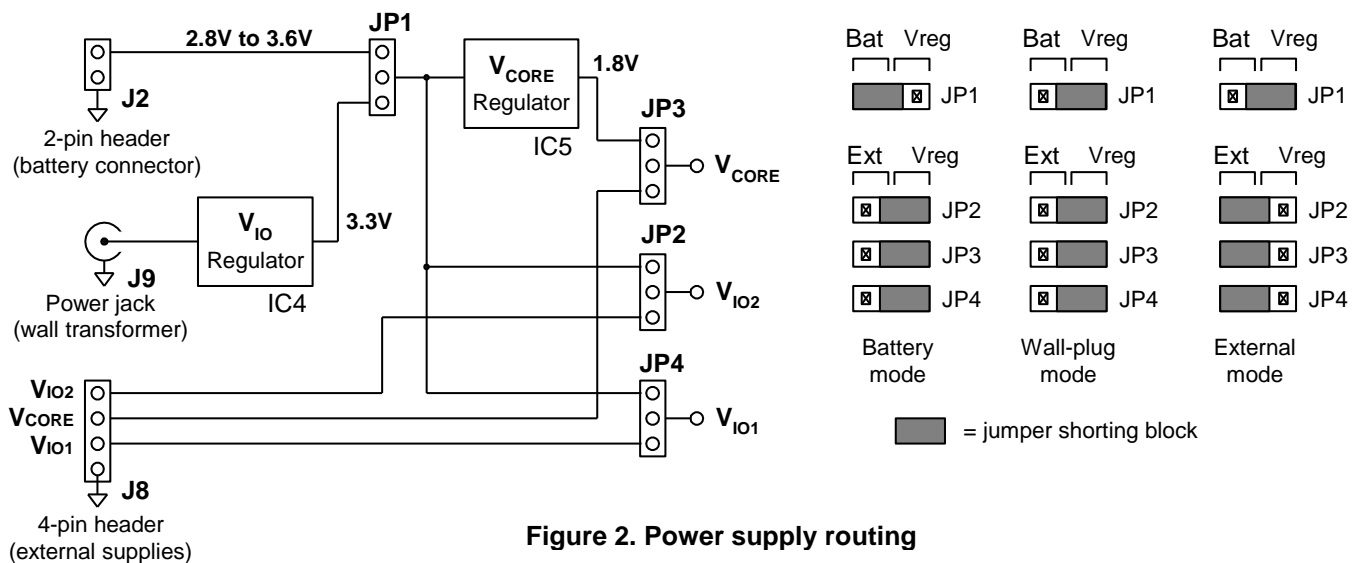 JP1
2.8V to 3.6V
J2
2-pin header
(battery connector)
VCORE
Regulator
IC5
1.8V
JP3
VCORE
VIO
Regulator
IC4
3.3V
J9
Power jack
(wall transformer)
JP2
VIO2
JP4
VIO1
VIO2
VCORE
VIO1
J8
4-pin header
(external supplies)
Bat Vreg
JP1
Ext Vreg
JP2
JP3
JP4
Battery
mode
Bat Vreg
JP1
Ext Vreg
JP2
JP3
JP4
Wall-plug
mode
Bat Vreg
JP1
Ext Vreg
JP2
JP3
JP4
External
mode
= jumper shorting block
Figure 2. Power supply routing